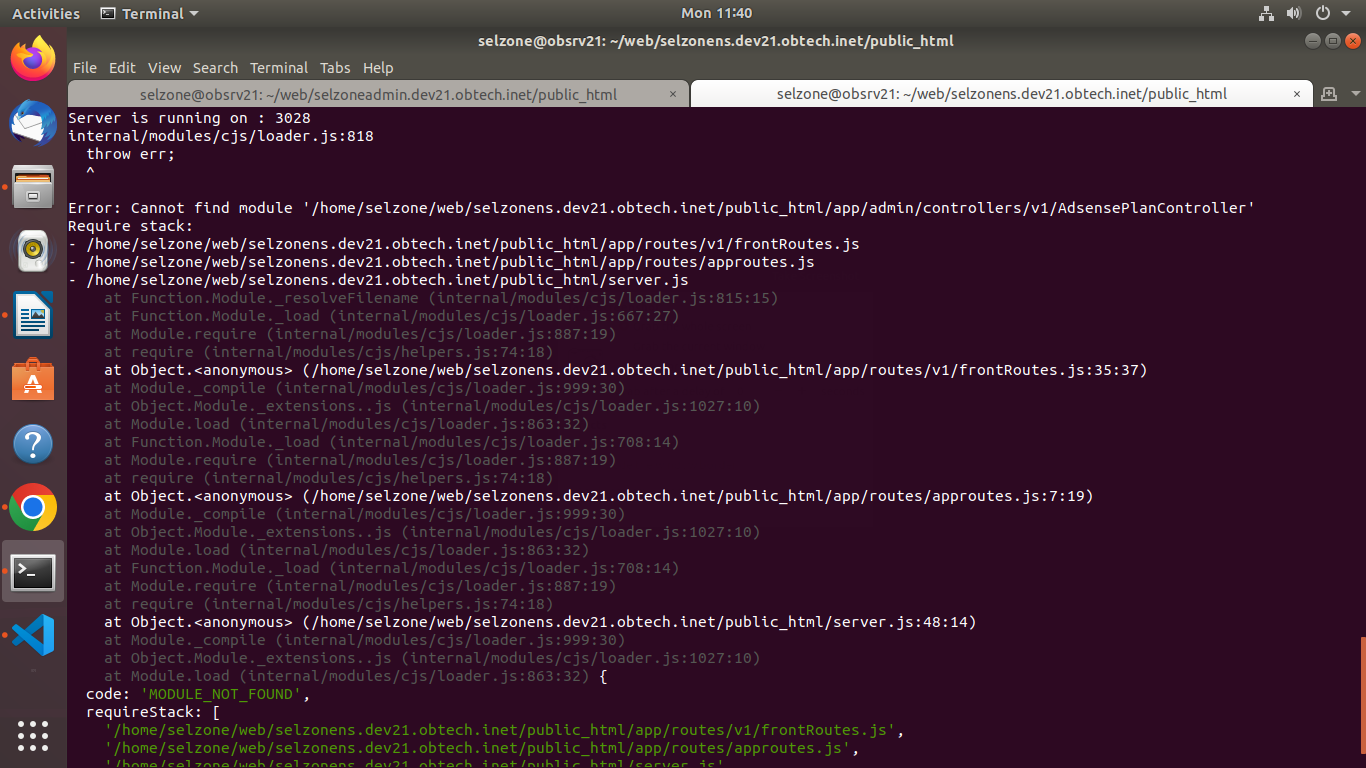 Activities Terminal Mon 11:40
selzone@obsrv21: ~/web/selzonens.dev21.obtech.inet/public_html
File Edit View Search Terminal Tabs Help
selzone@obsrv21: ~/web/selzoneadmin.dev21.obtech.inet/public_html × selzone@obsrv21: ~/web/selzonens.dev21.obtech.inet/public_html ×
Server is running on : 3028
internal/modules/cjs/loader.js:818
  throw err;
  ^
Error: Cannot find module '/home/selzone/web/selzonens.dev21.obtech.inet/public_html/app/admin/controllers/v1/AdsensePlanController'
Require stack:
- /home/selzone/web/selzonens.dev21.obtech.inet/public_html/app/routes/v1/frontRoutes.js
- /home/selzone/web/selzonens.dev21.obtech.inet/public_html/app/routes/approutes.js
- /home/selzone/web/selzonens.dev21.obtech.inet/public_html/server.js
    at Function.Module._resolveFilename (internal/modules/cjs/loader.js:815:15)
    at Function.Module._load (internal/modules/cjs/loader.js:667:27)
    at Module.require (internal/modules/cjs/loader.js:887:19)
    at require (internal/modules/cjs/helpers.js:74:18)
    at Object.<anonymous> (/home/selzone/web/selzonens.dev21.obtech.inet/public_html/app/routes/v1/frontRoutes.js:35:37)
    at Module._compile (internal/modules/cjs/loader.js:999:30)
    at Object.Module._extensions..js (internal/modules/cjs/loader.js:1027:10)
    at Module.load (internal/modules/cjs/loader.js:863:32)
    at Function.Module._load (internal/modules/cjs/loader.js:708:14)
    at Module.require (internal/modules/cjs/loader.js:887:19)
    at require (internal/modules/cjs/helpers.js:74:18)
    at Object.<anonymous> (/home/selzone/web/selzonens.dev21.obtech.inet/public_html/app/routes/approutes.js:7:19)
    at Module._compile (internal/modules/cjs/loader.js:999:30)
    at Object.Module._extensions..js (internal/modules/cjs/loader.js:1027:10)
    at Module.load (internal/modules/cjs/loader.js:863:32)
    at Function.Module._load (internal/modules/cjs/loader.js:708:14)
    at Module.require (internal/modules/cjs/loader.js:887:19)
    at require (internal/modules/cjs/helpers.js:74:18)
    at Object.<anonymous> (/home/selzone/web/selzonens.dev21.obtech.inet/public_html/server.js:48:14)
    at Module._compile (internal/modules/cjs/loader.js:999:30)
    at Object.Module._extensions..js (internal/modules/cjs/loader.js:1027:10)
    at Module.load (internal/modules/cjs/loader.js:863:32) {
  code: 'MODULE_NOT_FOUND',
  requireStack: [
    '/home/selzone/web/selzonens.dev21.obtech.inet/public_html/app/routes/v1/frontRoutes.js',
    '/home/selzone/web/selzonens.dev21.obtech.inet/public_html/app/routes/approutes.js',
    '/home/selzone/web/selzonens.dev21.obtech.inet/public_html/server.js'